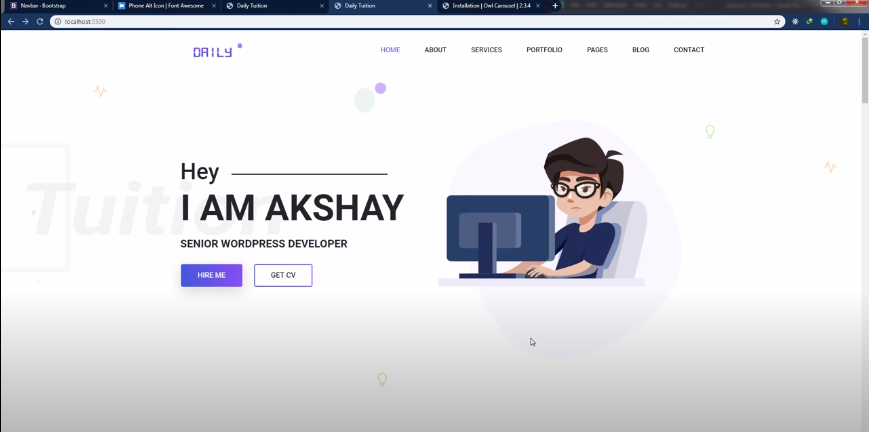 Navbar · Bootstrap
Phone Alt Icon | Font Awesome
Daily Tuition
Daily Tuition
Installation | Owl Carousel | 2.3.4
localhost:5500
DAILY
HOME
ABOUT
SERVICES
PORTFOLIO
PAGES
BLOG
CONTACT
Tuition
Hey
I AM AKSHAY
SENIOR WORDPRESS DEVELOPER
HIRE ME
GET CV